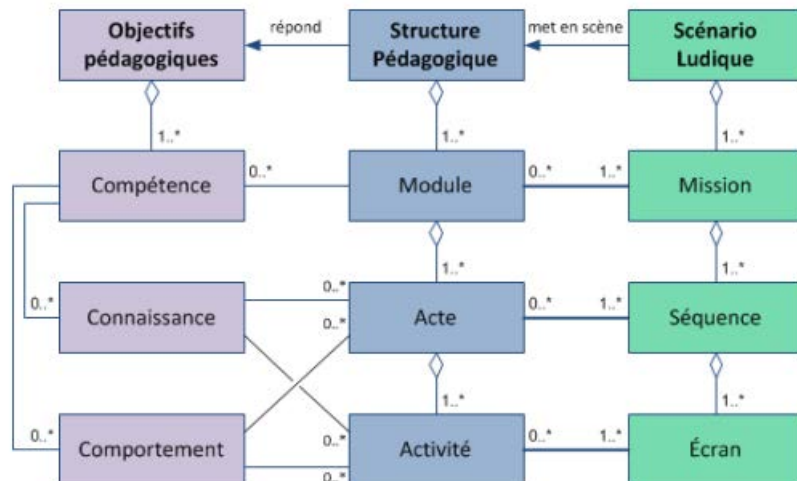 Objectifs
pédagogiques
répond
Structure
Pédagogique
met en scène
Scénario
Ludique
1..*
1..*
1..*
Compétence
0..*
Module
0..*
1..*
Mission
1..*
1..*
0..*
Connaissance
0..*
0..*
Acte
0..*
1..*
Séquence
1..*
1..*
0..*
Comportement
0..*
0..*
Activité
0..*
1..*
Écran